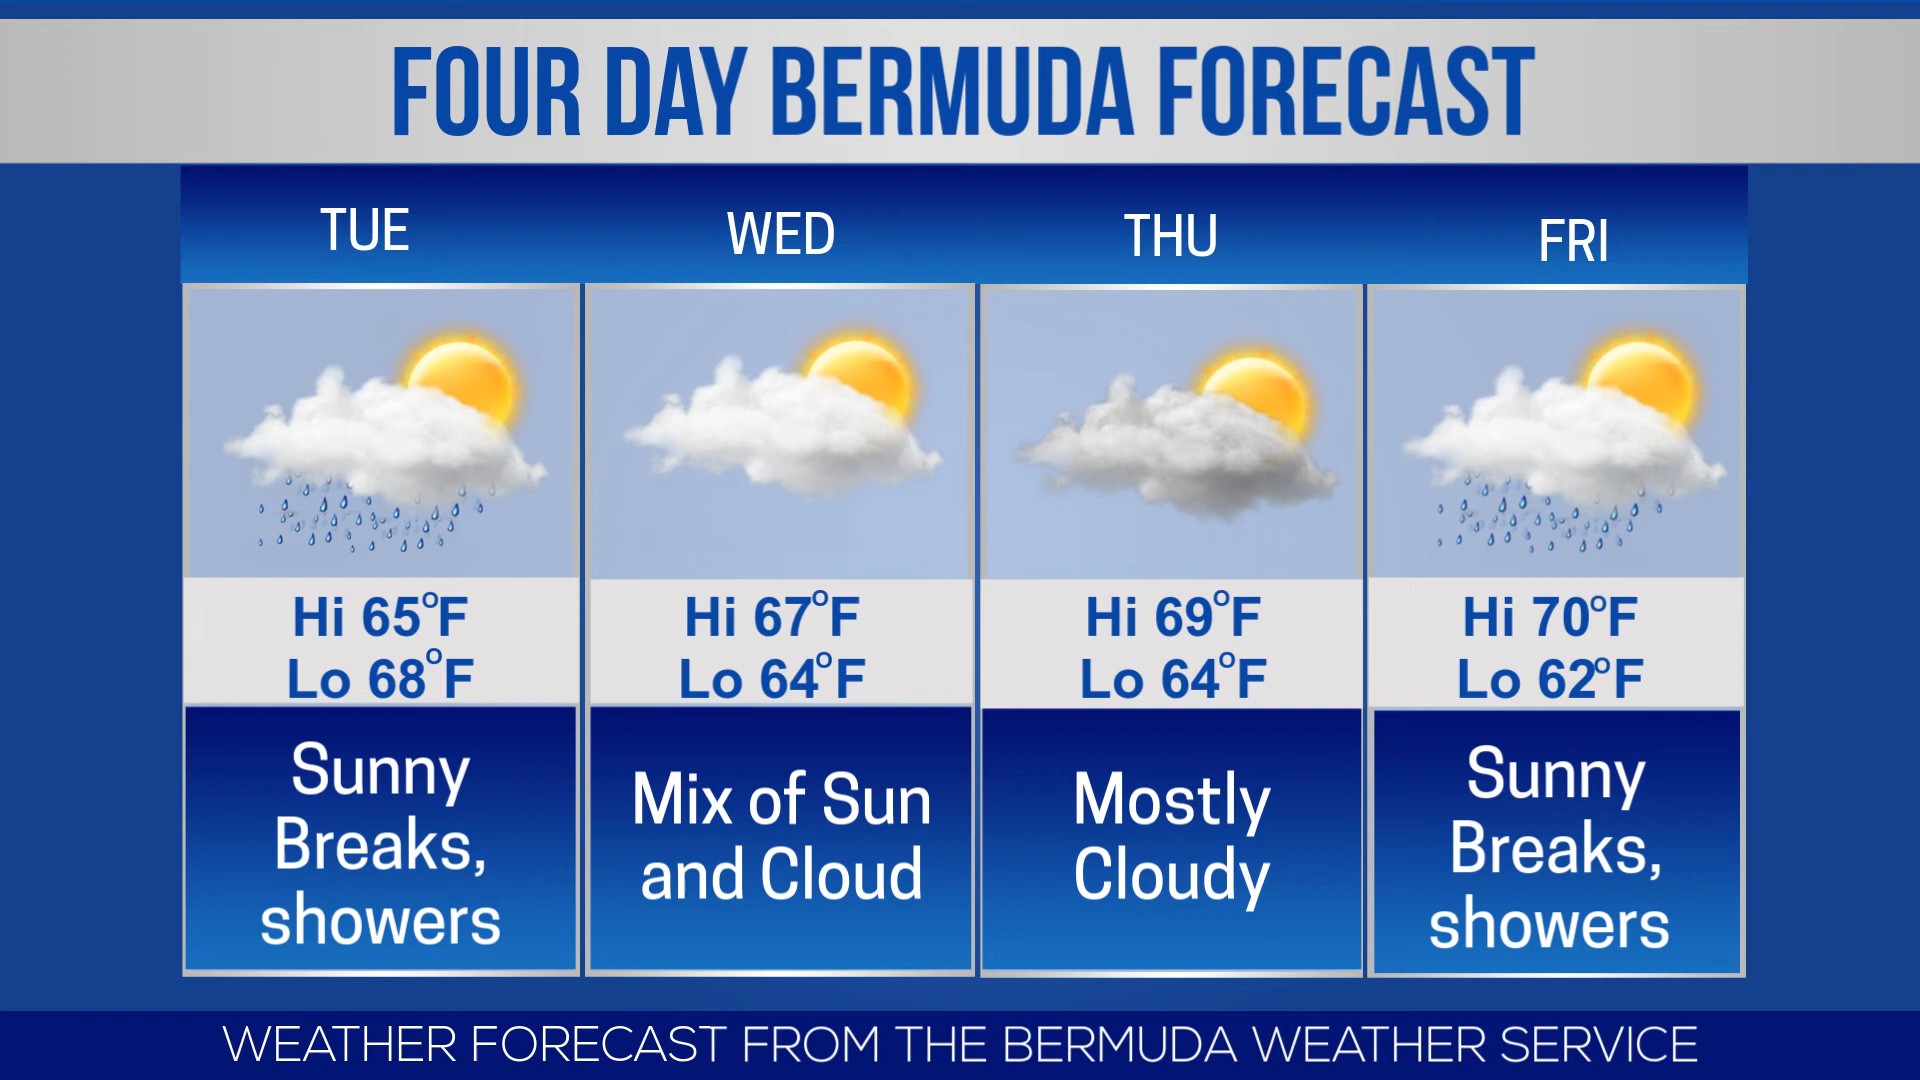 FOUR DAY BERMUDA FORECAST
TUE
WED
THU
FRI
Hi 65°F
Lo 68°F
Hi 67°F
Lo 64°F
Hi 69°F
Lo 64°F
Hi 70°F
Lo 62°F
Sunny
Breaks,
showers
Mix of Sun
and Cloud
Mostly
Cloudy
Sunny
Breaks,
showers
WEATHER FORECAST FROM THE BERMUDA WEATHER SERVICE